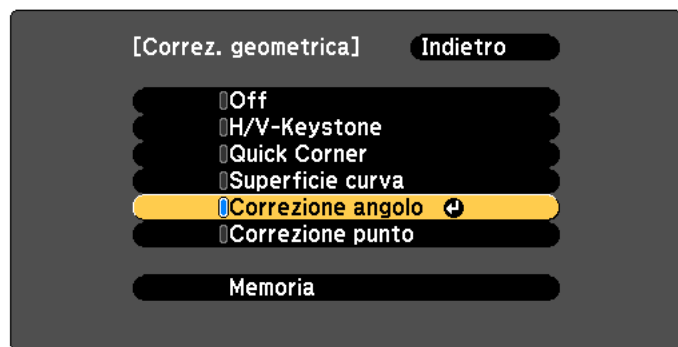 [Correz. geometrica] Indietro
Off
H/V-Keystone
Quick Corner
Superficie curva
Correzione angolo
Correzione punto
Memoria